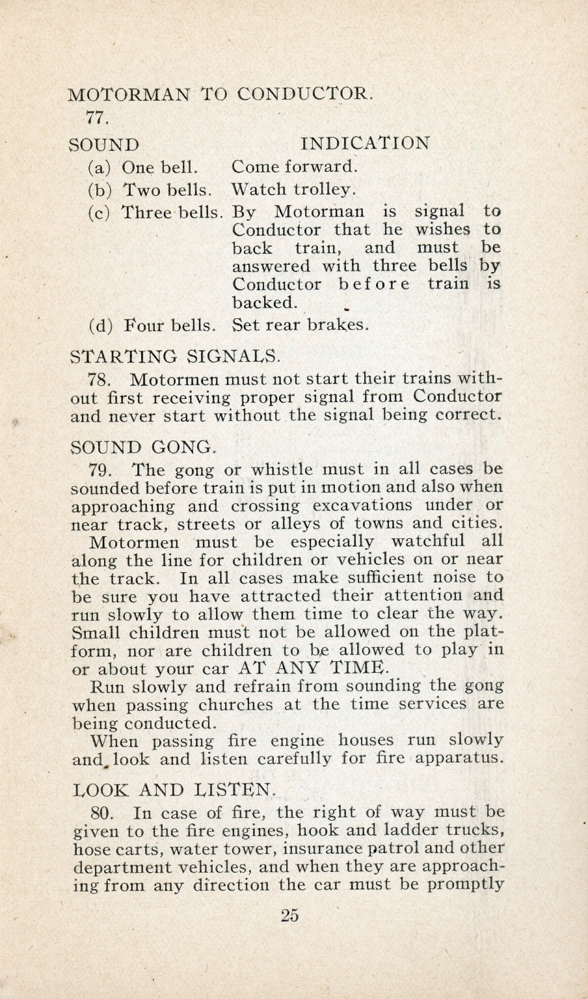 MOTORMAN TO CONDUCTOR.
77.
SOUND INDICATION
(a) One bell. Come forward.
(b) Two bells. Watch trolley.
(c) Three bells. By Motorman is signal to
Conductor that he wishes to
back train, and must be
answered with three bells by
Conductor before train is
backed.
(d) Four bells. Set rear brakes.
STARTING SIGNALS.
78. Motormen must not start their trains with-
out first receiving proper signal from Conductor
and never start without the signal being correct.
SOUND GONG.
79. The gong or whistle must in all cases be
sounded before train is put in motion and also when
approaching and crossing excavations under or
near track, streets or alleys of towns and cities.
Motormen must be especially watchful all
along the line for children or vehicles on or near
the track. In all cases make sufficient noise to
be sure you have attracted their attention and
run slowly to allow them time to clear the way.
Small children must not be allowed on the plat-
form, nor are children to be allowed to play in
or about your car AT ANY TIME.
Run slowly and refrain from sounding the gong
when passing churches at the time services are
being conducted.
When passing fire engine houses run slowly
and look and listen carefully for fire apparatus.
LOOK AND LISTEN.
80. In case of fire, the right of way must be
given to the fire engines, hook and ladder trucks,
hose carts, water tower, insurance patrol and other
department vehicles, and when they are approach-
ing from any direction the car must be promptly
25